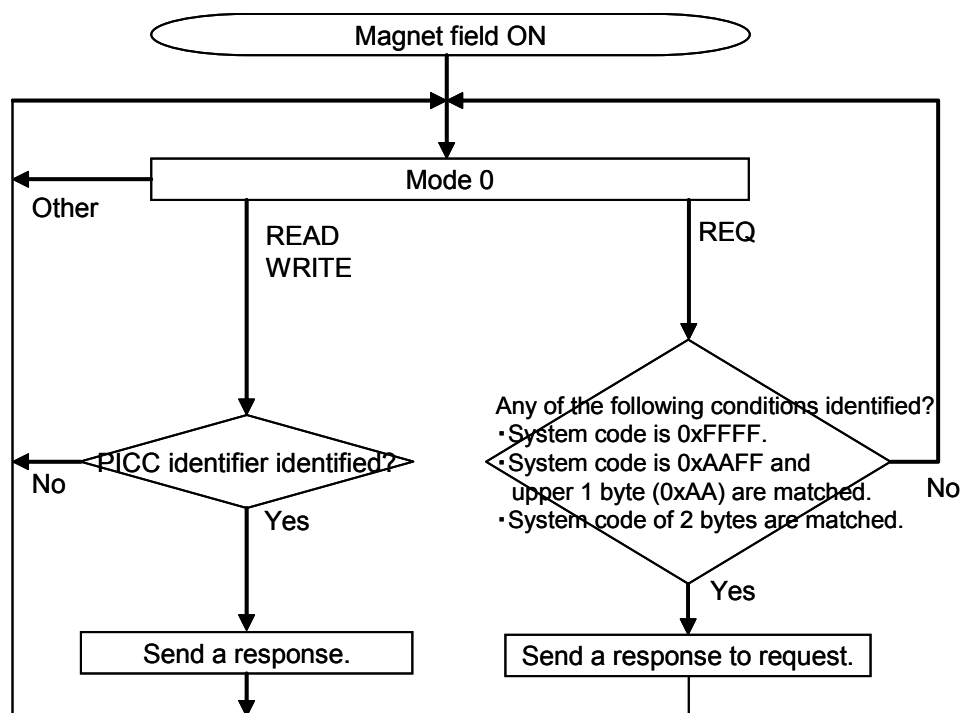 Magnet field ON
Mode 0
Other
READ
WRITE
REQ
Any of the following conditions identified?
・System code is 0xFFFF.
・System code is 0xAAFF and
upper 1 byte (0xAA) are matched.
・System code of 2 bytes are matched.
PICC identifier identified?
No
No
Yes
Yes
Send a response.
Send a response to request.